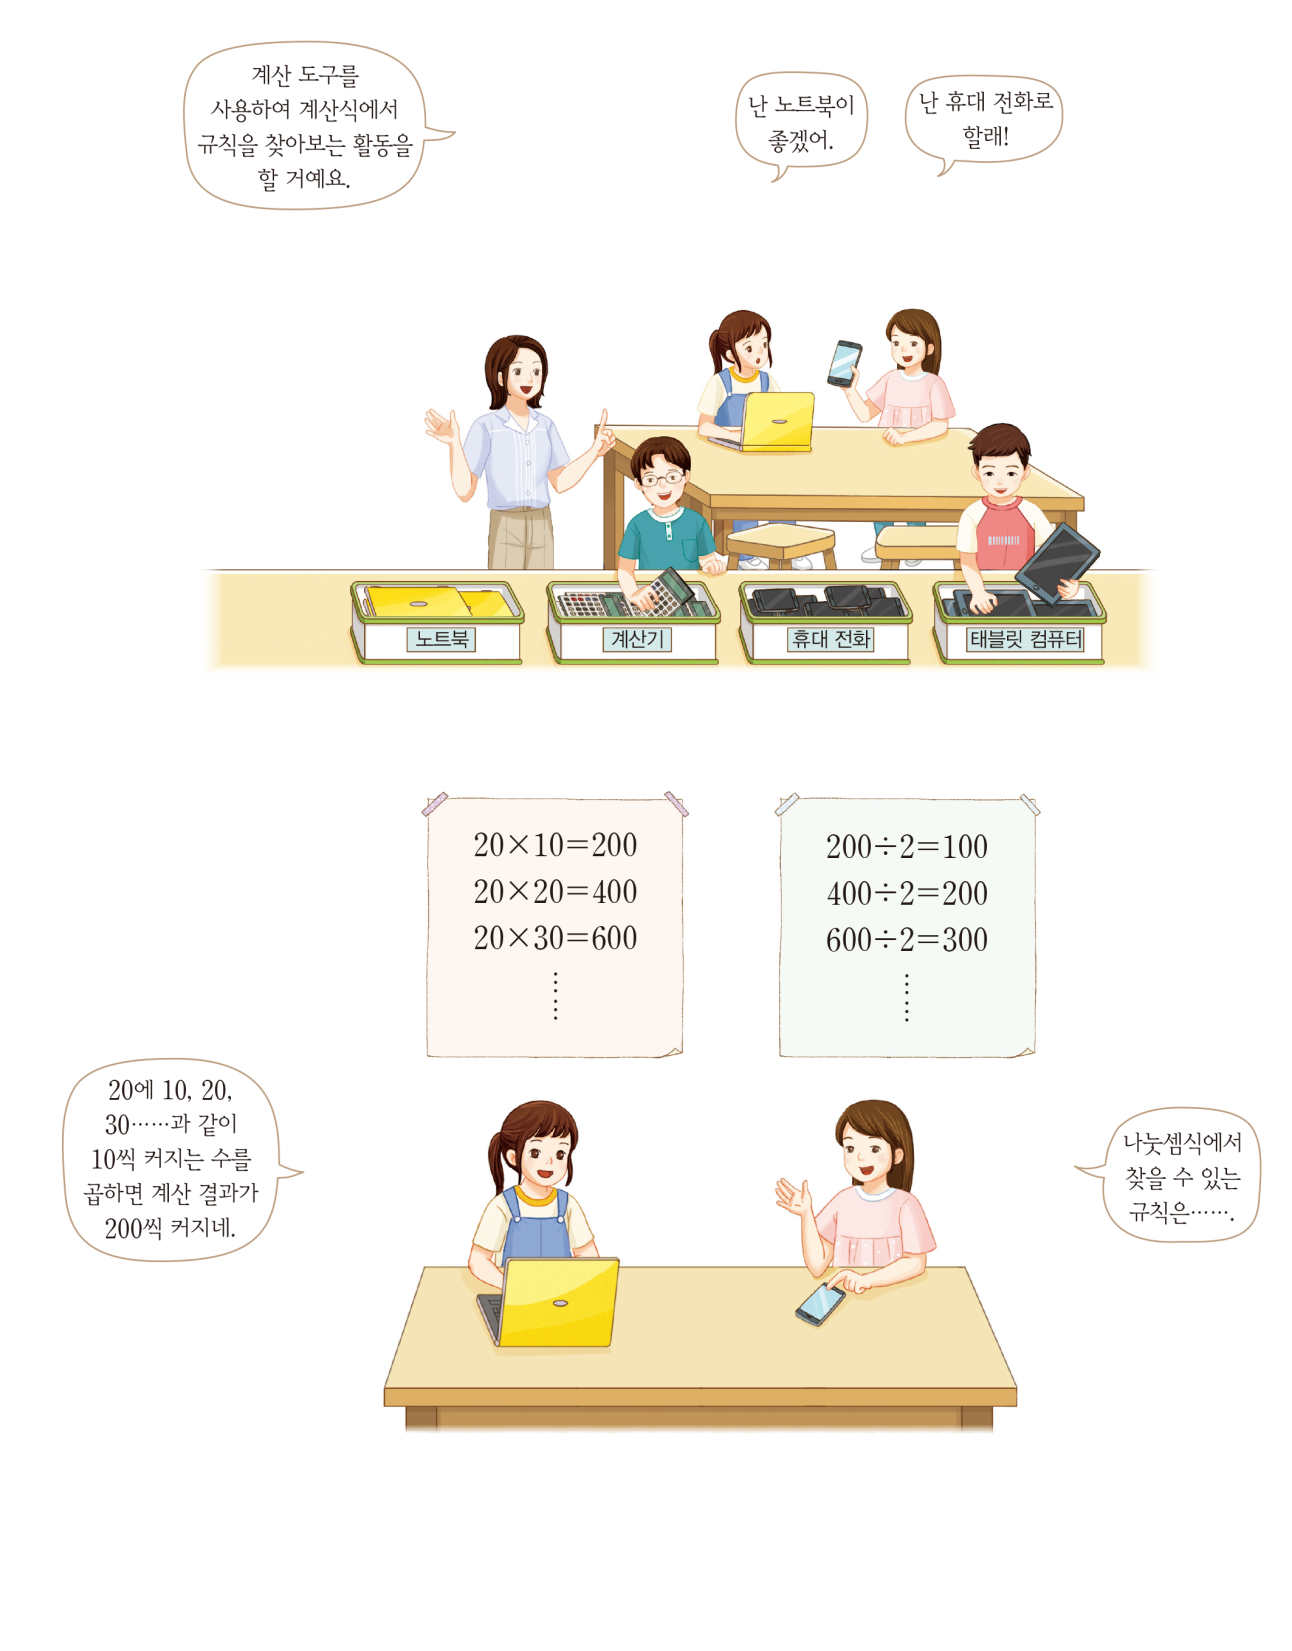 계산 도구를
사용하여 계산식에서
규칙을 찾아보는 활동을
할 거예요.
난 노트북이
좋겠어.
난 휴대 전화로
할래!
노트북
계산기
휴대 전화
태블릿 컴퓨터
20×10=200
20×20=400
20×30=600
⋮
200÷2=100
400÷2=200
600÷2=300
⋮
20에 10, 20,
30……과 같이
10씩 커지는 수를
곱하면 계산 결과가
200씩 커지네.
나눗셈식에서
찾을 수 있는
규칙은…….